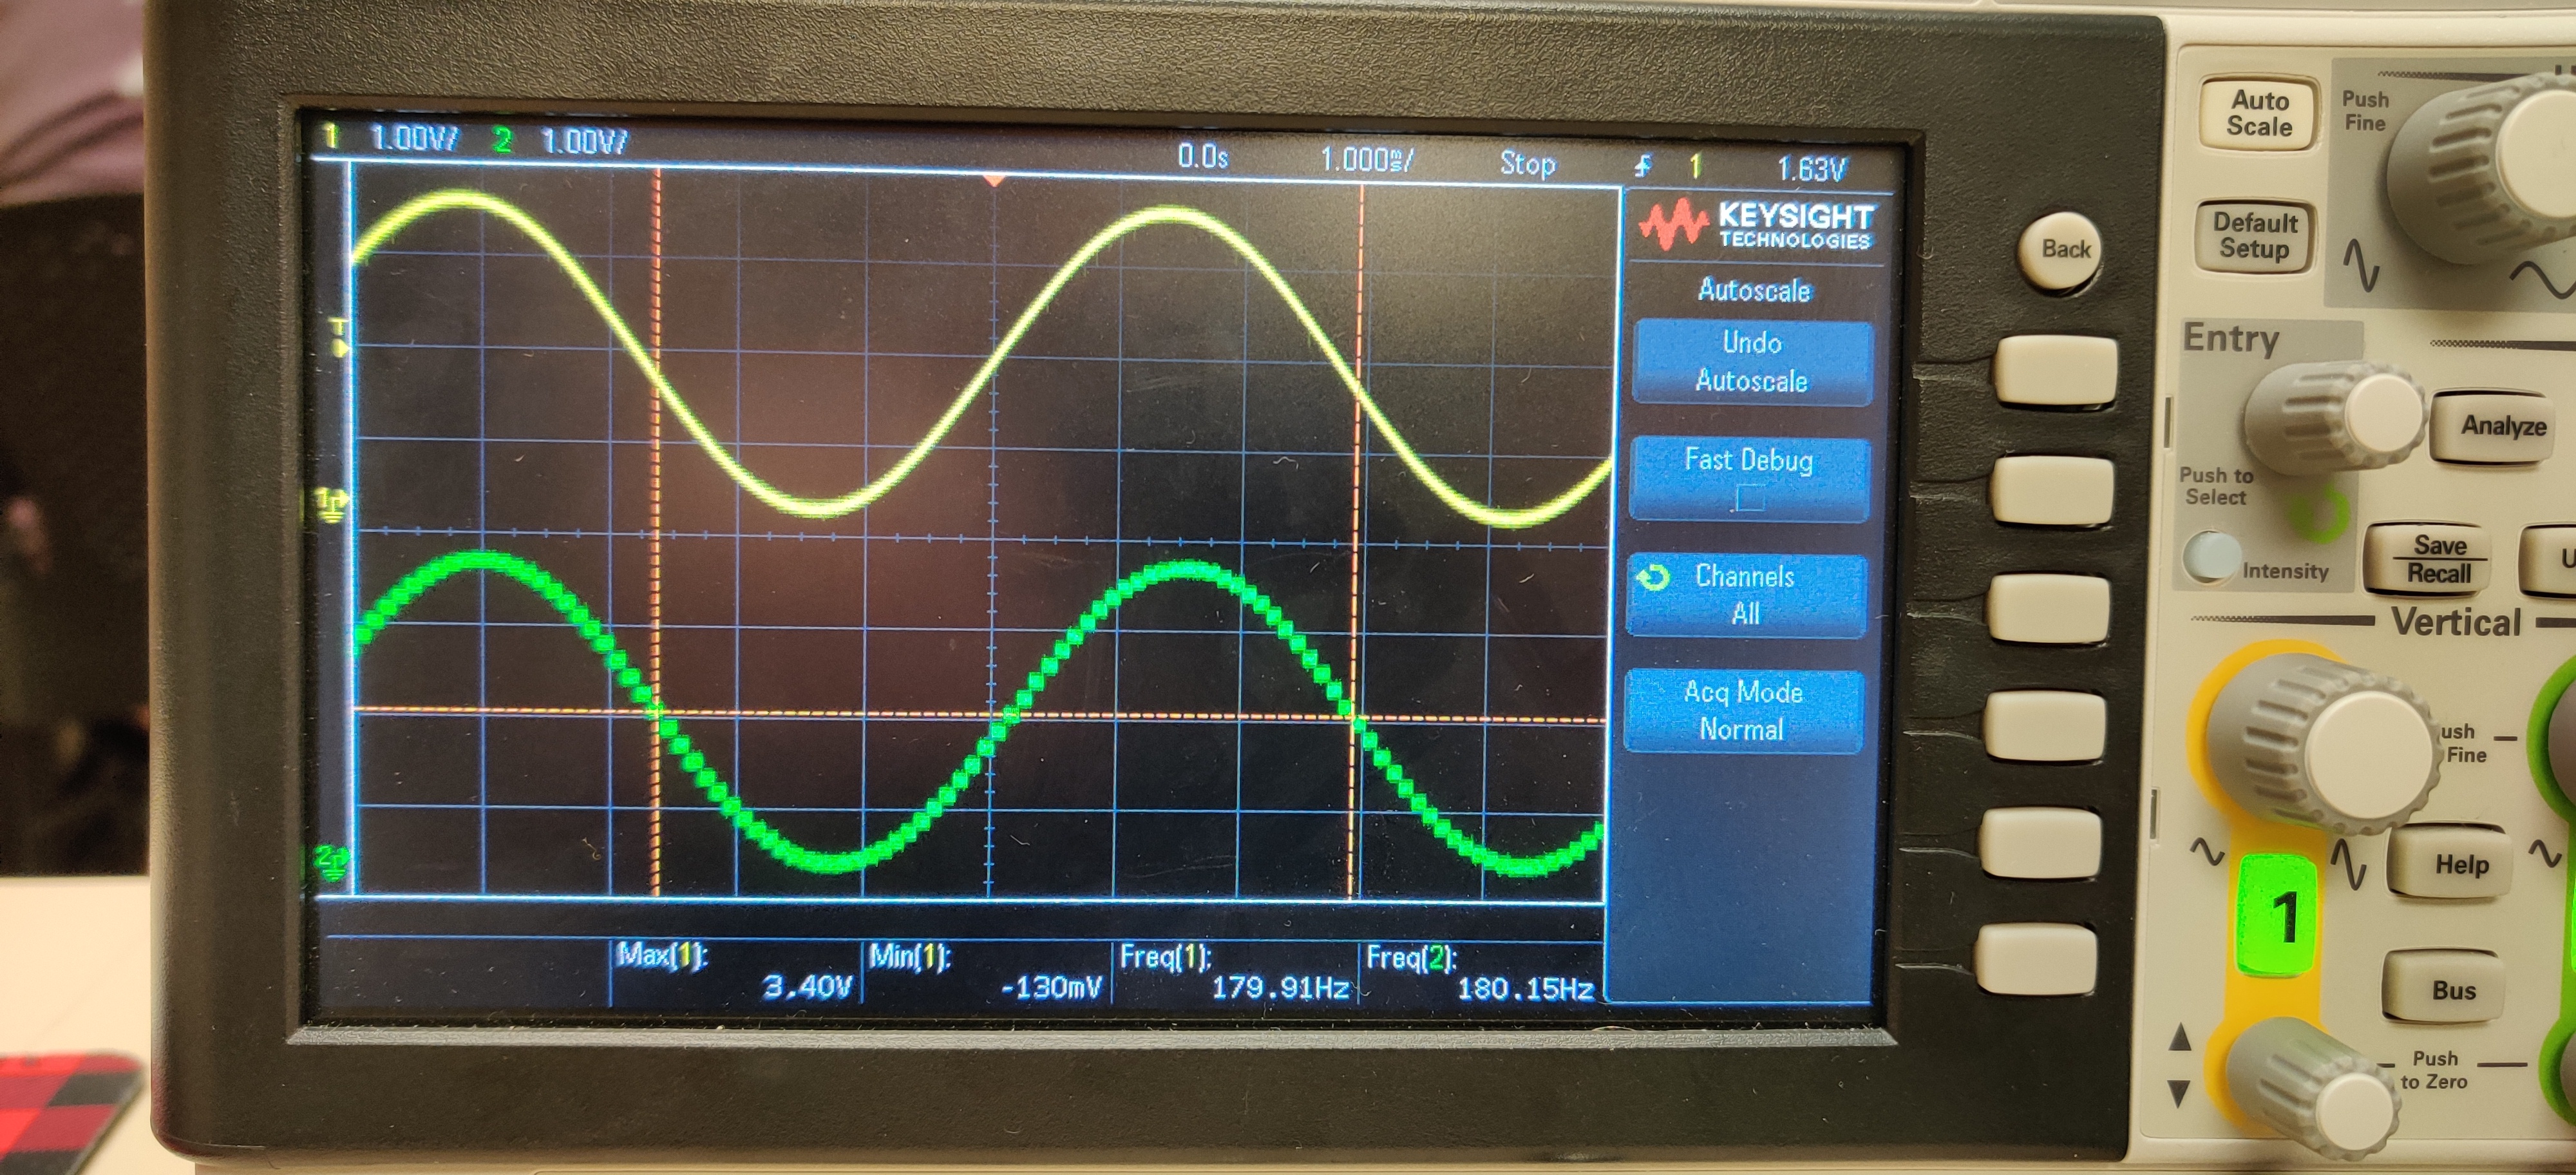 1 1.00V/ 2 1.00V/ 0.0s 1.000ms/ Stop 1 1.63V
KEYSIGHT
TECHNOLOGIES
Autoscale
Undo
Autoscale
Fast Debug
Channels
All
Acq Mode
Normal
T
1
2
Max(1):
3.40V
Min(1):
-130mV
Freq(1):
179.91Hz
Freq(2):
180.15Hz
Back
Auto
Scale
Default
Setup
Push
Fine
Entry
Analyze
Push to
Select
Intensity
Save
Recall
Vertical
Fine
1
Help
Bus
Push
to Zero